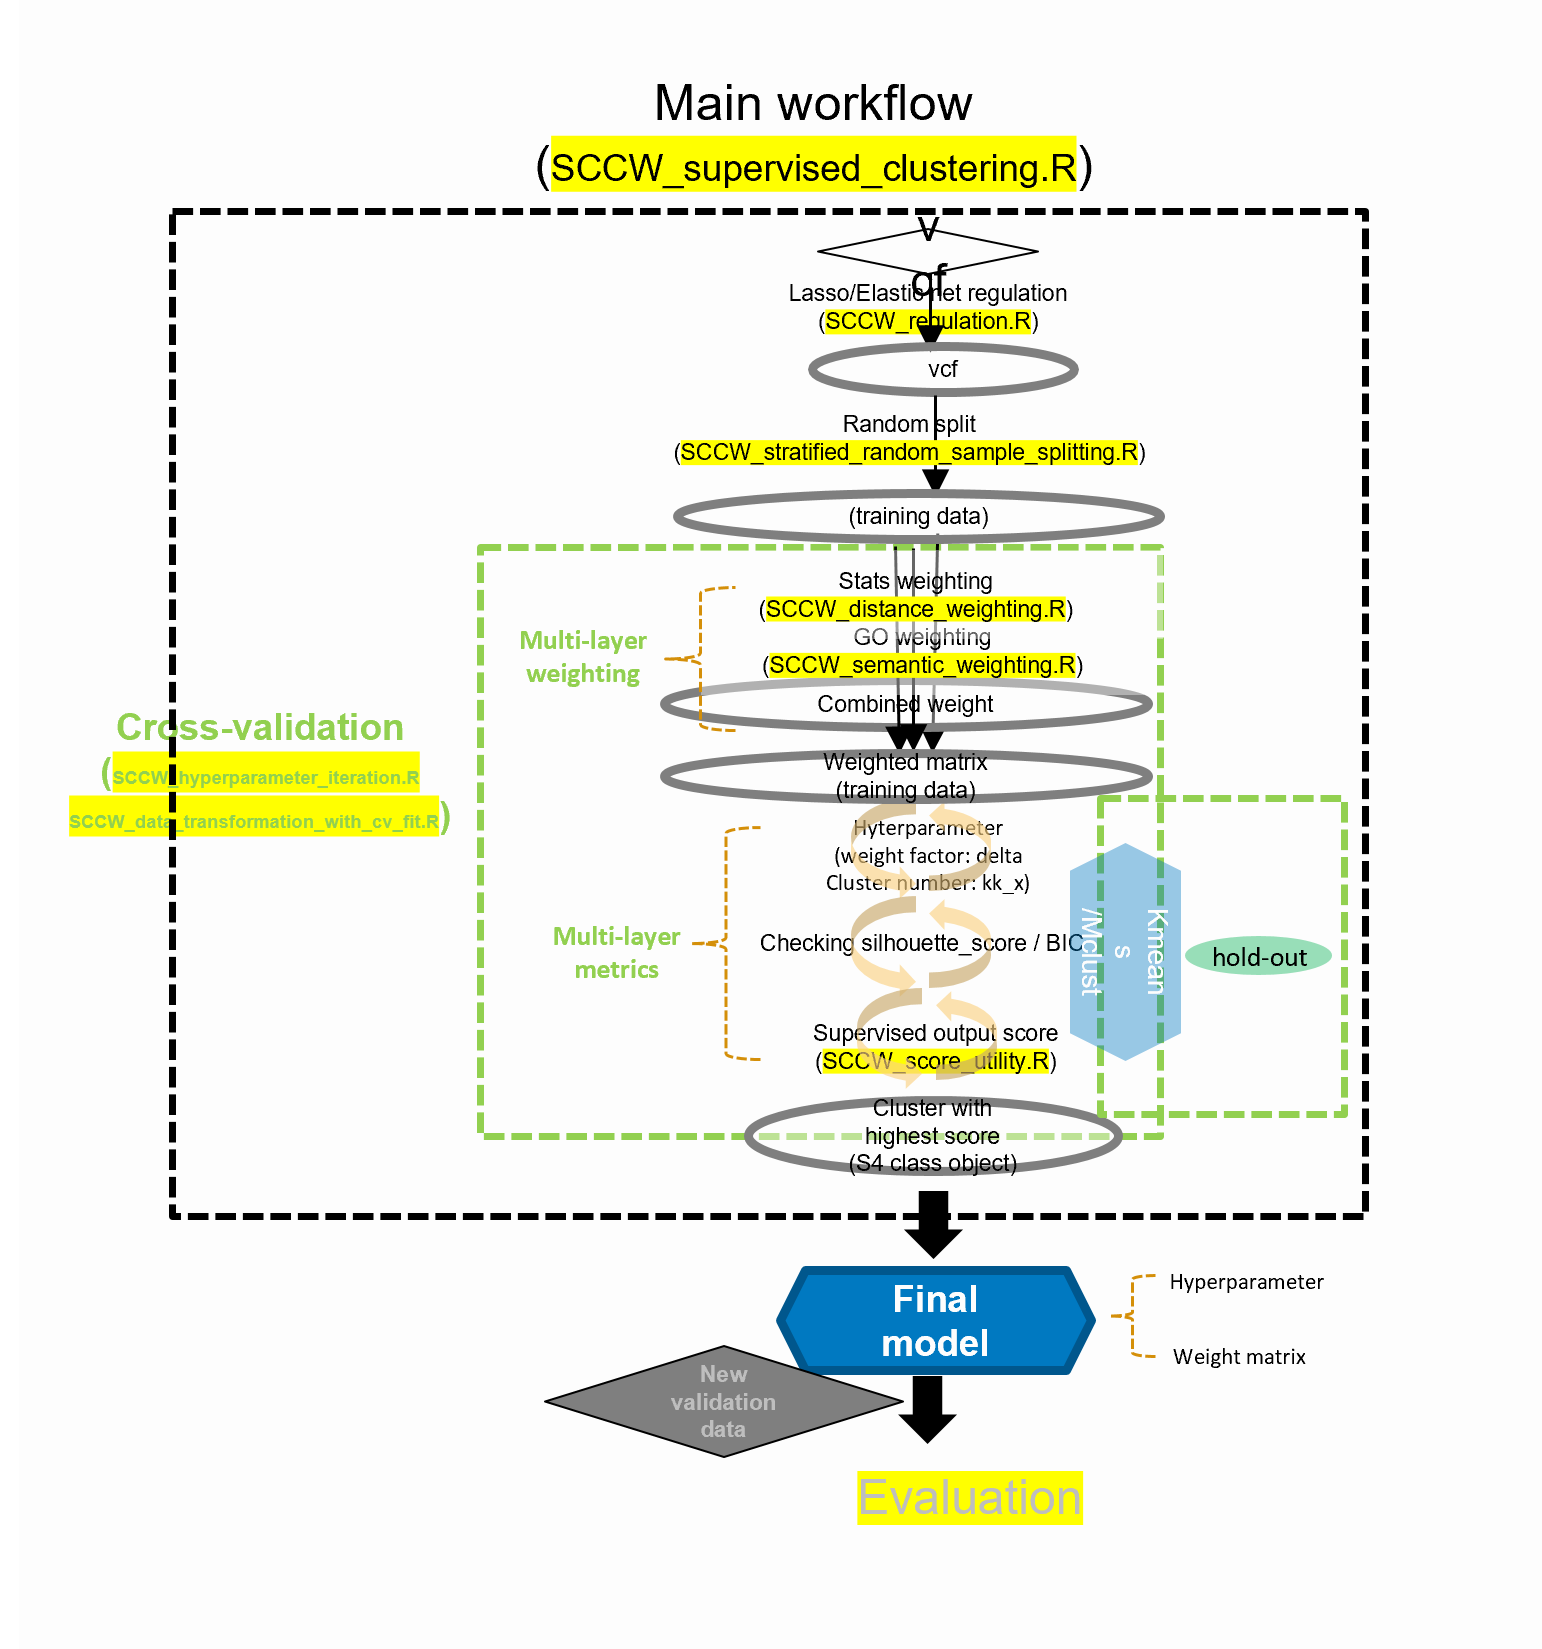 Main workflow
(SCCW_supervised_clustering.R)
v
qf
Lasso/Elastic net regulation
(SCCW_regulation.R)
vcf
Random split
(SCCW_stratified_random_sample_splitting.R)
(training data)
Stats weighting
(SCCW_distance_weighting.R)
GO weighting
(SCCW_semantic_weighting.R)
Multi-layer
weighting
Combined weight
Cross-validation
(SCCW_hyperparameter_iteration.R
SCCW_data_transformation_with_cv_fit.R)
Weighted matrix
(training data)
Hyterparameter
(weight factor: delta
Cluster number: kk_x)
Multi-layer
metrics
Checking silhouette_score / BIC
Kmean
s
/Mclust
hold-out
Supervised output score
(SCCW_score_utility.R)
Cluster with
highest score
(S4 class object)
Final
model
Hyperparameter
Weight matrix
New
validation
data
Evaluation